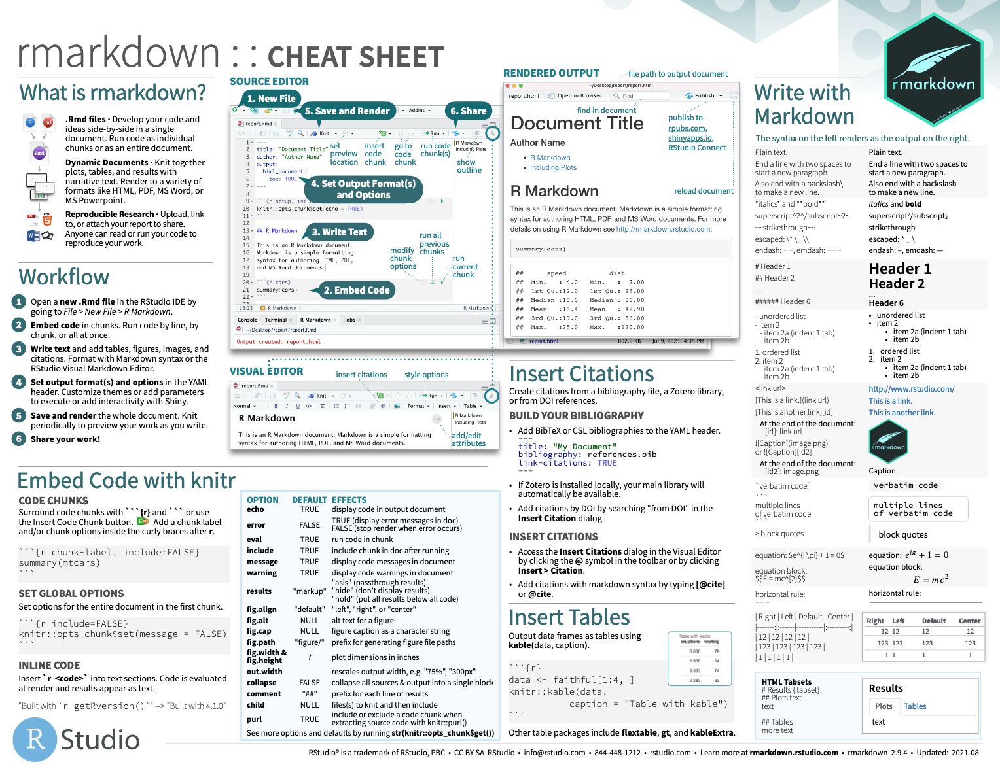 rmarkdown : : CHEAT SHEET
What is rmarkdown?
.Rmd files · Develop your code and
ideas side-by-side in a single
document. Run code as individual
chunks or as an entire document.
Dynamic Documents · Knit together
plots, tables, and results with
narrative text. Render to a variety of
formats like HTML, PDF, MS Word, or
MS Powerpoint.
Reproducible Research · Upload, link
to, or attach your report to share.
Anyone can read or run your code to
reproduce your work.
R
md
Rmd
HTML
Workflow
1 Open a new .Rmd file in the RStudio IDE by
going to File > New File > R Markdown.
2 Embed code in chunks. Run code by line, by
chunk, or all at once.
3 Write text and add tables, figures, images, and
citations. Format with Markdown syntax or the
RStudio Visual Markdown Editor.
4 Set output format(s) and options in the YAML
header. Customize themes or add parameters
to execute or add interactivity with Shiny.
5 Save and render the whole document. Knit
periodically to preview your work as you write.
6 Share your work!
SOURCE EDITOR
1. New File
5. Save and Render
Addins
6. Share
report.Rmd
Knit
Run
1 ---
2 title: "Document Title"
3 author: "Author Name"
4 output:
5 html_document:
6 toc: TRUE
7 ---
8
9 ```{r setup, inc
10 knitr::opts_chunk$set(echo = TRUE)
11 ```
12
13 ## R Markdown
14
15 This is an R Markdown document.
16 Markdown is a simple formatting
17 syntax for authoring HTML, PDF,
18 and MS Word documents.
19
20 ```{r cars}
21 summary(cars)
22 ```
set
preview
location
insert
code
chunk
go to
code
chunk
run code
chunk(s)
R Markdown
Including Plots
show
outline
4. Set Output Format(s)
and Options
3. Write Text
modify
chunk
options
run all
previous
chunks
run
current
chunk
2. Embed Code
18:23 R Markdown
R Markdown
Console Terminal R Markdown Jobs
~/Desktop/report/report.Rmd
Output created: report.html
report.html 802.9 KB Jul 9, 2021, 4:35 PM
RENDERED OUTPUT
file path to output document
~/Desktop/report/report.html
report.html Open in Browser Find Publish
find in document
Document Title
Author Name
• R Markdown
• Including Plots
publish to
rpubs.com,
shinyapps.io,
RStudio Connect
reload document
R Markdown
This is an R Markdown document. Markdown is a simple formatting
syntax for authoring HTML, PDF, and MS Word documents. For more
details on using R Markdown see http://rmarkdown.rstudio.com.
summary(cars)
## speed dist
## Min. : 4.0 Min. : 2.00
## 1st Qu.:12.0 1st Qu.: 26.00
## Median :15.0 Median : 36.00
## Mean :15.4 Mean : 42.98
## 3rd Qu.:19.0 3rd Qu.: 56.00
## Max. :25.0 Max. :120.00
VISUAL EDITOR
insert citations
style options
report.Rmd
Knit
Run
Normal B I U </> Format Insert Table
R Markdown
This is an R Markdown document. Markdown is a simple formatting
syntax for authoring HTML, PDF, and MS Word documents.
R Markdown
Including Plots
add/edit
attributes
Embed Code with knitr
CODE CHUNKS
Surround code chunks with ```{r} and ``` or use
the Insert Code Chunk button. Add a chunk label
and/or chunk options inside the curly braces after r.
```{r chunk-label, include=FALSE}
summary(mtcars)
```
SET GLOBAL OPTIONS
Set options for the entire document in the first chunk.
```{r include=FALSE}
knitr::opts_chunk$set(message = FALSE)
```
INLINE CODE
Insert `r <code>` into text sections. Code is evaluated
at render and results appear as text.
"Built with `r getRversion()`" --> "Built with 4.1.0"
OPTION DEFAULT EFFECTS
echo TRUE display code in output document
error FALSE TRUE (display error messages in doc)
FALSE (stop render when error occurs)
eval TRUE run code in chunk
include TRUE include chunk in doc after running
message TRUE display code messages in document
warning TRUE display code warnings in document
results "markup" "asis" (passthrough results)
"hide" (don't display results)
"hold" (put all results below all code)
fig.align "default" "left", "right", or "center"
fig.alt NULL alt text for a figure
fig.cap NULL figure caption as a character string
fig.path "figure/" prefix for generating figure file paths
fig.width &
fig.height 7 plot dimensions in inches
out.width rescales output width, e.g. "75%", "300px"
collapse FALSE collapse all sources & output into a single block
comment "##" prefix for each line of results
child NULL files(s) to knit and then include
purl TRUE include or exclude a code chunk when
extracting source code with knitr::purl()
See more options and defaults by running str(knitr::opts_chunk$get())
Insert Citations
Create citations from a bibliography file, a Zotero library,
or from DOI references.
BUILD YOUR BIBLIOGRAPHY
• Add BibTeX or CSL bibliographies to the YAML header.
---
title: "My Document"
bibliography: references.bib
link-citations: TRUE
---
• If Zotero is installed locally, your main library will
automatically be available.
• Add citations by DOI by searching "from DOI" in the
Insert Citation dialog.
INSERT CITATIONS
• Access the Insert Citations dialog in the Visual Editor
by clicking the @ symbol in the toolbar or by clicking
Insert > Citation.
• Add citations with markdown syntax by typing [@cite]
or @cite.
Insert Tables
Output data frames as tables using
kable(data, caption).
Table with kable
eruptions waiting
3.600 79
1.800 54
3.333 74
2.283 62
```{r}
data <- faithful[1:4, ]
knitr::kable(data,
caption = "Table with kable")
```
Other table packages include flextable, gt, and kableExtra.
rmarkdown
Write with
Markdown
The syntax on the left renders as the output on the right.
Plain text.
End a line with two spaces to
start a new paragraph.
Also end with a backslash\
to make a new line.
*italics* and **bold**
superscript^2^/subscript~2~
~~strikethrough~~
escaped: \* \_ \\
endash: --, emdash: ---
# Header 1
## Header 2
...
###### Header 6
- unordered list
- item 2
- item 2a (indent 1 tab)
- item 2b
1. ordered list
2. item 2
- item 2a (indent 1 tab)
- item 2b
<link url>
[This is a link.](link url)
[This is another link][id].
At the end of the document:
[id]: link url
![Caption](image.png)
or ![Caption][id2]
At the end of the document:
[id2]: image.png
`verbatim code`
```
multiple lines
of verbatim code
```
> block quotes
equation: $e^{i \pi} + 1 = 0$
equation block:
$$E = mc^{2}$$
horizontal rule:
---
| Right | Left | Default | Center |
|-------:|:------|-----------|:---------:|
| 12 | 12 | 12 | 12 |
| 123 | 123 | 123 | 123 |
| 1 | 1 | 1 | 1 |
Plain text.
End a line with two spaces to
start a new paragraph.
Also end with a backslash
to make a new line.
italics and bold
superscript²/subscript₂
strikethrough
escaped: * _ \
endash: –, emdash: —
Header 1
Header 2
...
Header 6
• unordered list
• item 2
• item 2a (indent 1 tab)
• item 2b
1. ordered list
2. item 2
• item 2a (indent 1 tab)
• item 2b
http://www.rstudio.com/
This is a link.
This is another link.
rmarkdown
Caption.
verbatim code
multiple lines
of verbatim code
block quotes
equation: e^{iπ} + 1 = 0
equation block:
E = mc²
horizontal rule:
Right Left Default Center
12 12 12 12
123 123 123 123
1 1 1 1
HTML Tabsets
# Results {.tabset}
## Plots text
text
## Tables
more text
Results
Plots Tables
text
R Studio
RStudio® is a trademark of RStudio, PBC • CC BY SA RStudio • info@rstudio.com • 844-448-1212 • rstudio.com • Learn more at rmarkdown.rstudio.com • rmarkdown 2.9.4 • Updated: 2021-08